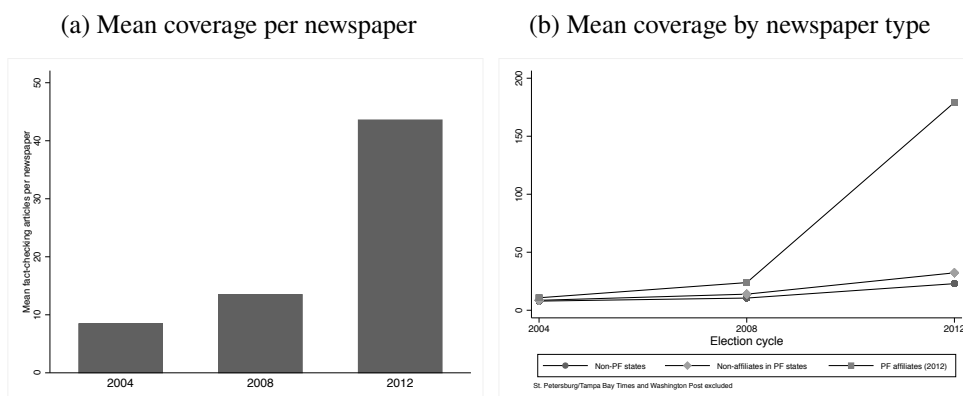 (a) Mean coverage per newspaper
Mean fact-checking articles per newspaper
50
40
30
20
10
0
2004 2008 2012
(b) Mean coverage by newspaper type
200
150
100
50
0
2004 2008 2012
Election cycle
Non-PF states Non-affiliates in PF states PF affiliates (2012)
St. Petersburg/Tampa Bay Times and Washington Post excluded